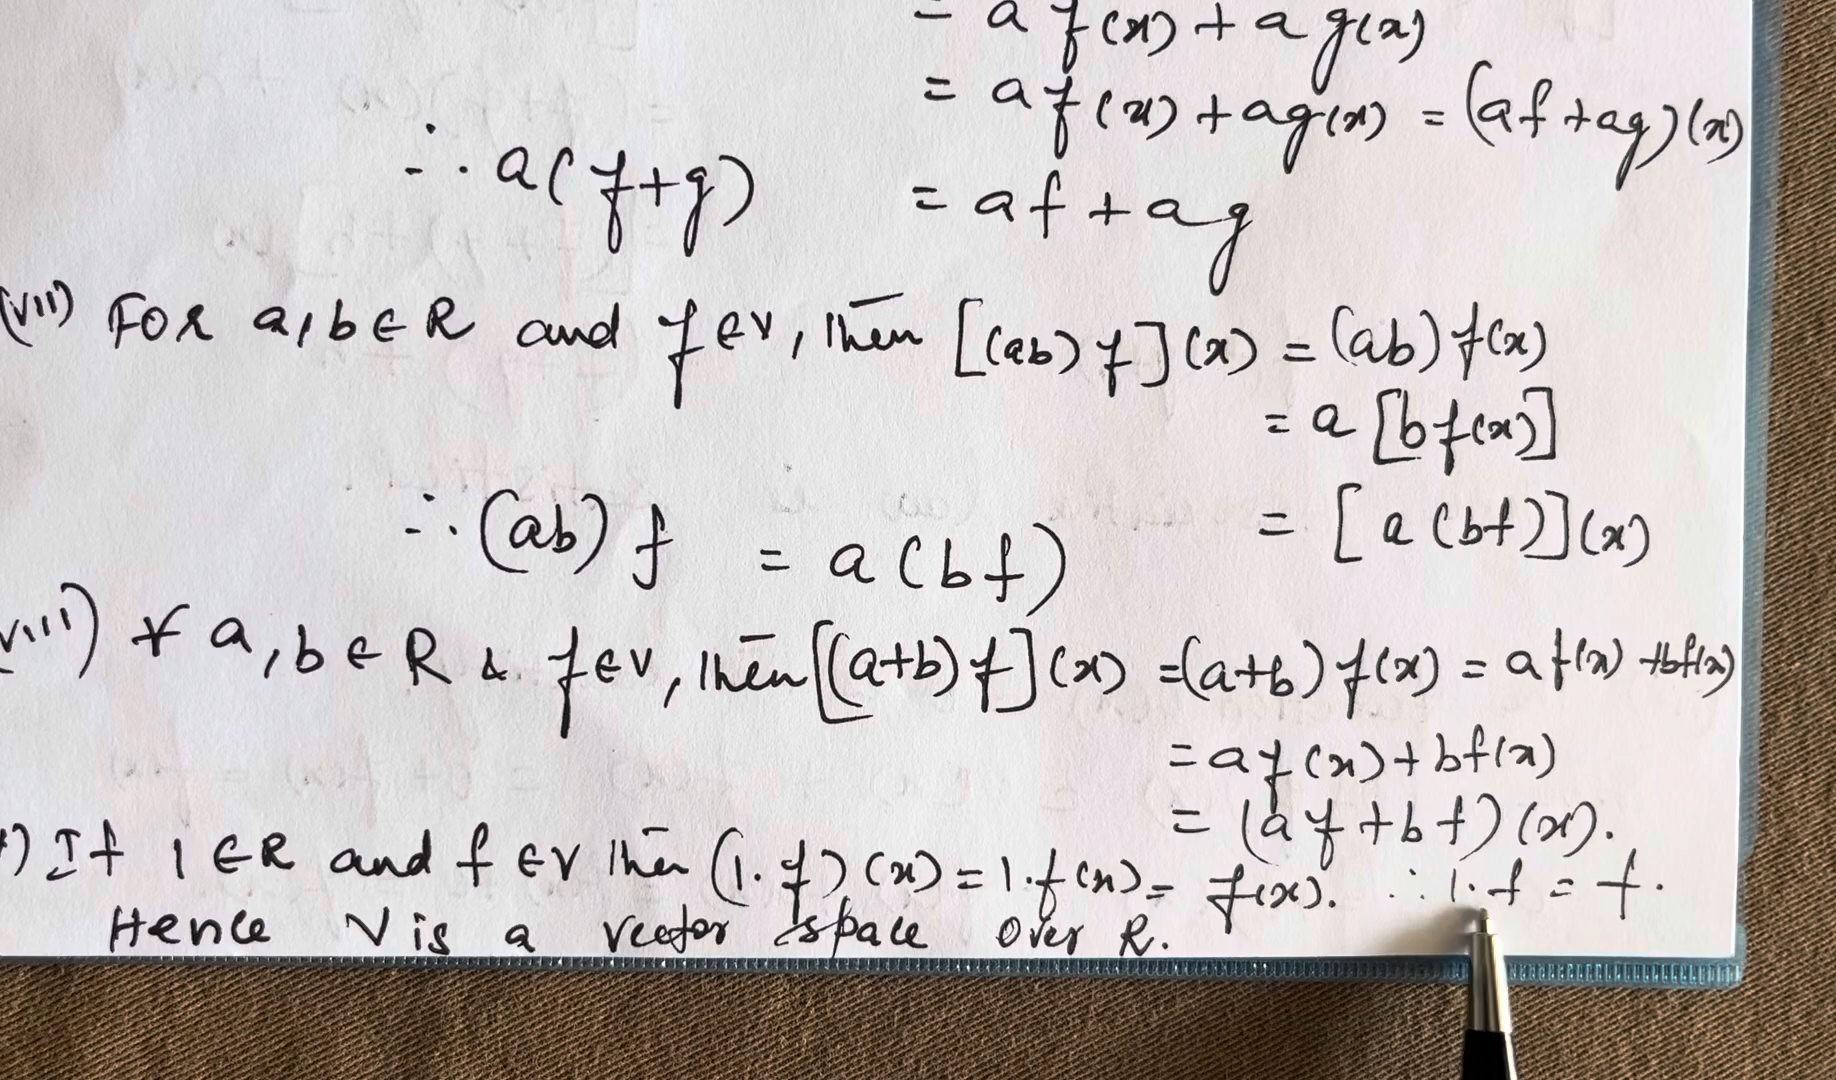 = a f(x) + a g(x)
= a f(x) + a g(x) = (af + ag)(x)
∴ a(f+g) = af + ag
(vii) For a, b ∈ R and f ∈ V, then [(ab) f](x) = (ab) f(x)
= a [b f(x)]
= [a (bf)](x)
∴ (ab) f = a (bf)
viii) ∀ a, b ∈ R & f ∈ V, then [(a+b) f](x) = (a+b) f(x) = a f(x) + bf(x)
= a f(x) + bf(x)
= (af + bf)(x).
) If 1 ∈ R and f ∈ V then (1. f)(x) = 1. f(x) = f(x). ∴ 1. f = f.
Hence V is a vector space over R.